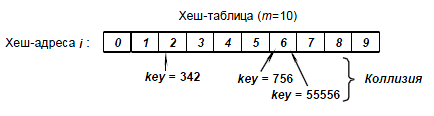 Хеш-таблица (m=10)
Хеш-адреса i : 0 1 2 3 4 5 6 7 8 9
key = 342 key = 756 Коллизия
key = 55556